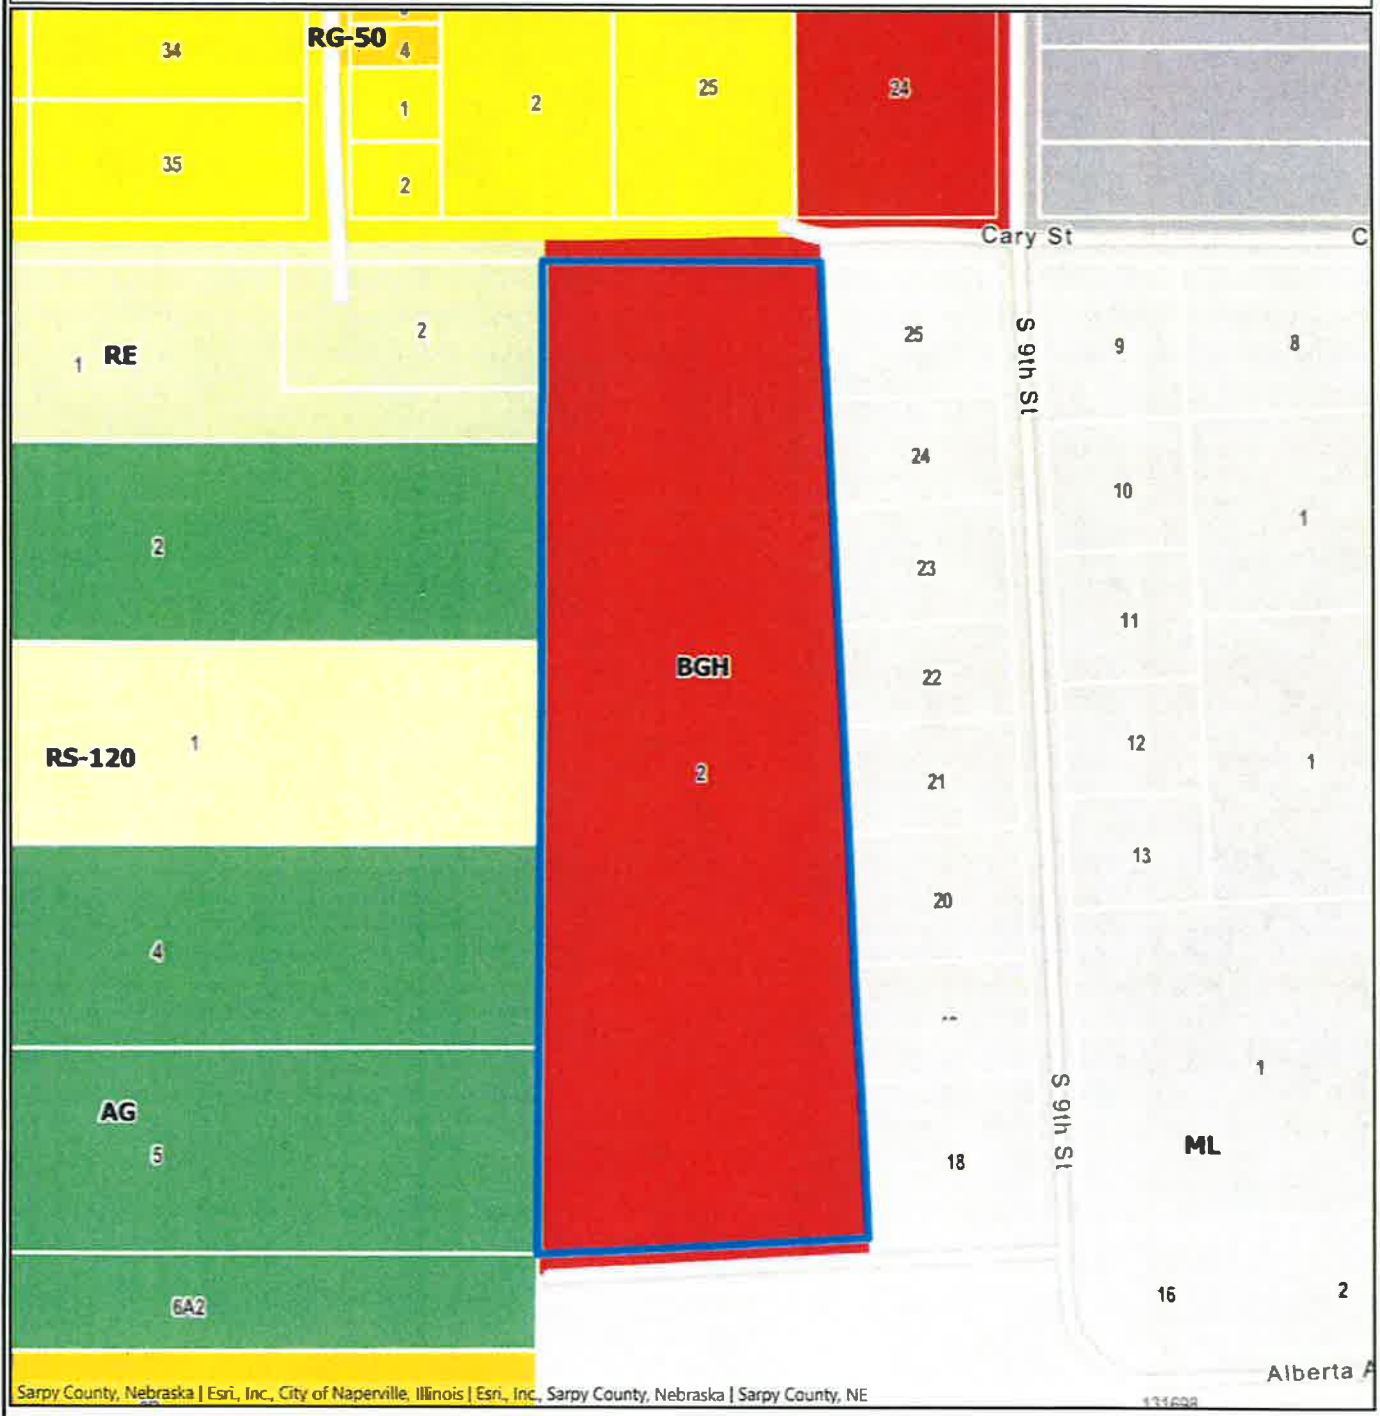 34
RG-50
4
2
25
24
1
35
2
Cary St
C
2
25
S 9th St
9
8
1
RE
24
10
1
2
23
11
BGH
22
1
RS-120
12
1
2
21
13
20
4
1
AG
S 9th St
5
18
ML
6A2
16
2
Alberta A
Sarpy County, Nebraska | Esri., Inc., City of Naperville, Illinois | Esri., Inc., Sarpy County, Nebraska | Sarpy County, NE
131698